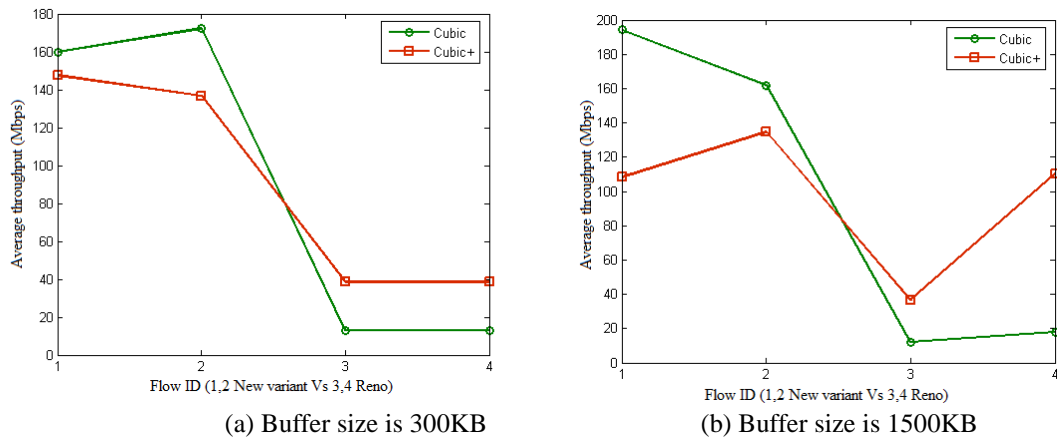 180
160
140
120
100
80
60
40
20
0
Average throughput (Mbps)
Cubic
Cubic+
1
2
3
4
Flow ID (1,2 New variant Vs 3,4 Reno)
(a) Buffer size is 300KB
200
180
160
140
120
100
80
60
40
20
0
Average throughput (Mbps)
Cubic
Cubic+
1
2
3
4
Flow ID (1,2 New variant Vs 3,4 Reno)
(b) Buffer size is 1500KB